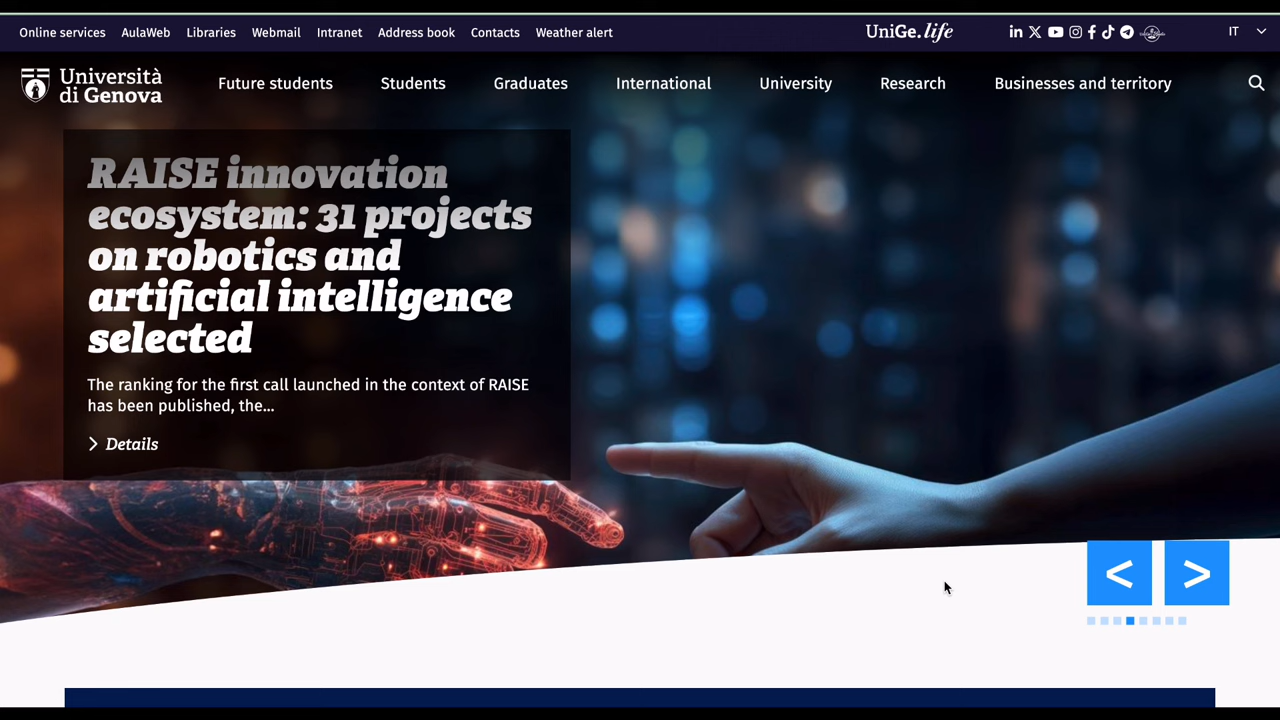 Online services AulaWeb Libraries Webmail Intranet Address book Contacts Weather alert UniGe.life IT
Università
di Genova
Future students Students Graduates International University Research Businesses and territory
RAISE innovation
ecosystem: 31 projects
on robotics and
artificial intelligence
selected
The ranking for the first call launched in the context of RAISE
has been published, the...
Details
< >